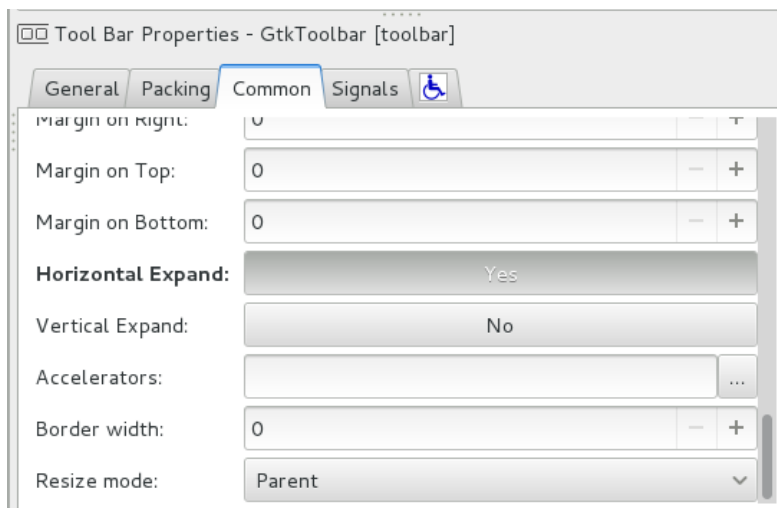 Tool Bar Properties - GtkToolbar [toolbar]
General Packing Common Signals
Margin on Right: 0 − +
Margin on Top: 0 − +
Margin on Bottom: 0 − +
Horizontal Expand: Yes
Vertical Expand: No
Accelerators: ...
Border width: 0 − +
Resize mode: Parent